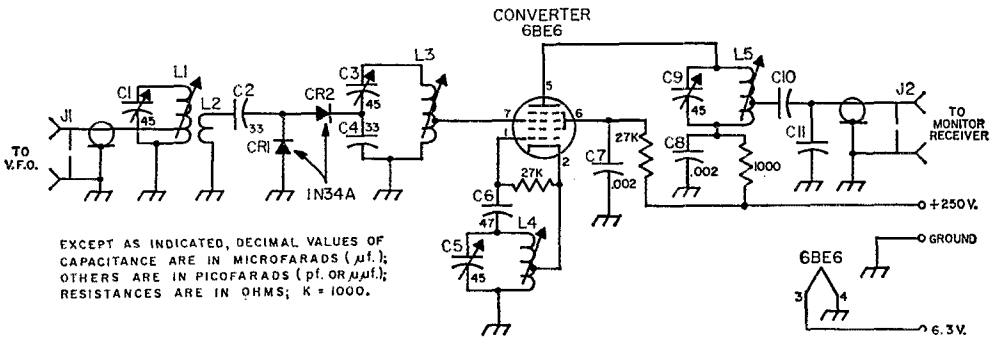 CONVERTER
6BE6
J1
TO
V.F.O.
C1
45
L1
L2
C2
33
CR1
CR2
1N34A
C3
45
C4
33
L3
5
7
6
1
2
27K
C6
47
C5
45
L4
C7
.002
27K
C9
45
L5
C8
.002
1000
C10
C11
J2
TO
MONITOR
RECEIVER
+250 V.
GROUND
6BE6
3
4
6.3 V.
EXCEPT AS INDICATED, DECIMAL VALUES OF
CAPACITANCE ARE IN MICROFARADS (μf.);
OTHERS ARE IN PICOFARADS (pf. OR μμf.);
RESISTANCES ARE IN OHMS; K = 1000.